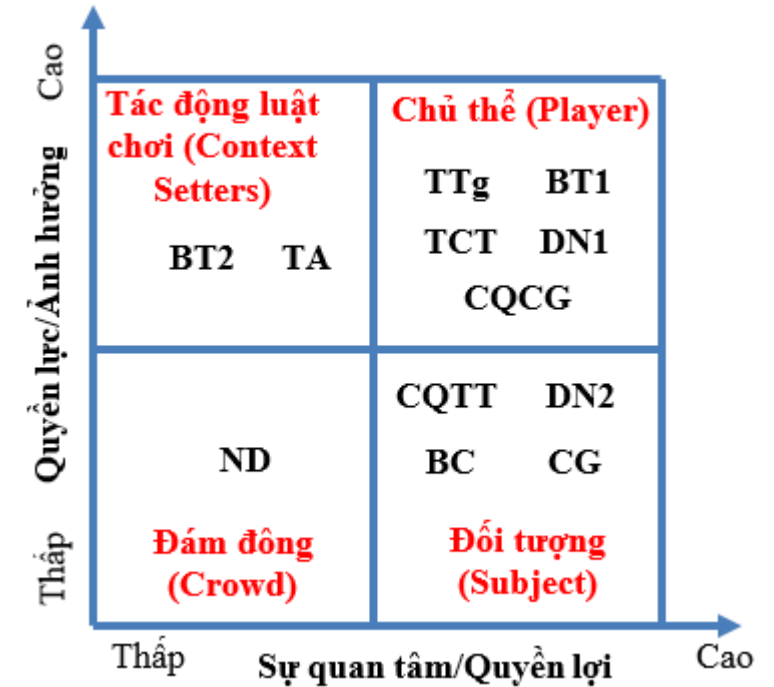 Cao
Quyền lực/Ảnh hưởng
Thấp
Tác động luật
chơi (Context
Setters)
BT2 TA
Chủ thể (Player)
TTg BT1
TCT DN1
CQCG
ND
Đám đông
(Crowd)
CQTT DN2
BC CG
Đối tượng
(Subject)
Thấp
Sự quan tâm/Quyền lợi
Cao